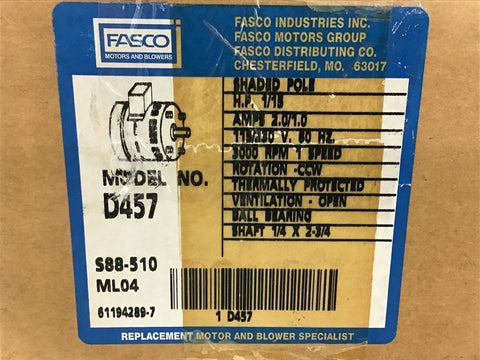 FASCO
MOTORS AND BLOWERS
FASCO INDUSTRIES INC.
FASCO MOTORS GROUP
FASCO DISTRIBUTING CO.
CHESTERFIELD, MO. 63017
SHADED POLE
H.P. 1/15
AMPS 2.0/1.0
115/230 V. 60 HZ.
3000 RPM 1 SPEED
ROTATION -CCW
THERMALLY PROTECTED
VENTILATION - OPEN
BALL BEARING
SHAFT 1/4 X 2-3/4
MODEL NO.
D457
S88-510
ML04
61194289-7
1 D457
REPLACEMENT MOTOR AND BLOWER SPECIALIST